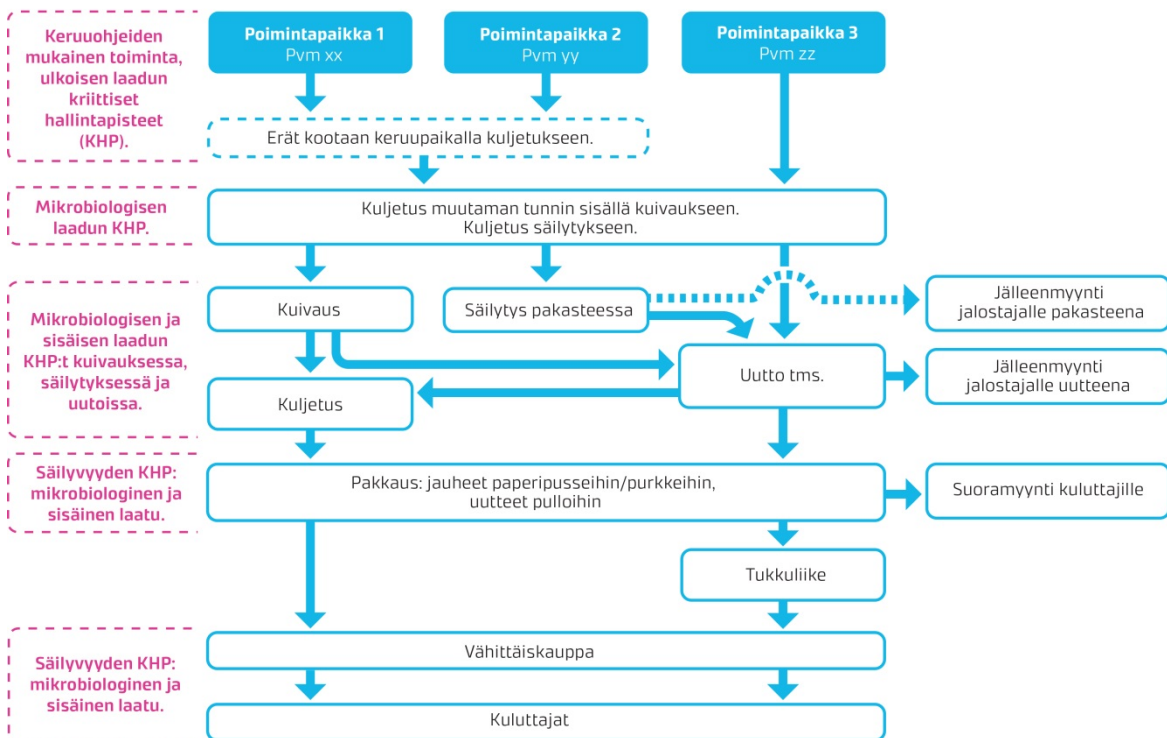 Keruuohjeiden
mukainen toiminta,
ulkoisen laadun
kriittiset
hallintapisteet
(KHP).
Poimintapaikka 1
Pvm xx
Poimintapaikka 2
Pvm yy
Poimintapaikka 3
Pvm zz
Erät kootaan keruupaikalla kuljetukseen.
Mikrobiologisen
laadun KHP.
Kuljetus muutaman tunnin sisällä kuivaukseen.
Kuljetus säilytykseen.
Mikrobiologisen ja
sisäisen laadun
KHP:t kuivauksessa,
säilytyksessä ja
uutoissa.
Kuivaus
Säilytys pakasteessa
Jälleenmyynti
jalostajalle pakasteena
Uutto tms.
Jälleenmyynti
jalostajalle uutteena
Kuljetus
Säilyvyyden KHP:
mikrobiologinen ja
sisäinen laatu.
Pakkaus: jauheet paperipusseihin/purkkeihin,
uutteet pulloihin
Suoramyynti kuluttajille
Tukkuliike
Säilyvyyden KHP:
mikrobiologinen ja
sisäinen laatu.
Vähittäiskauppa
Kuluttajat